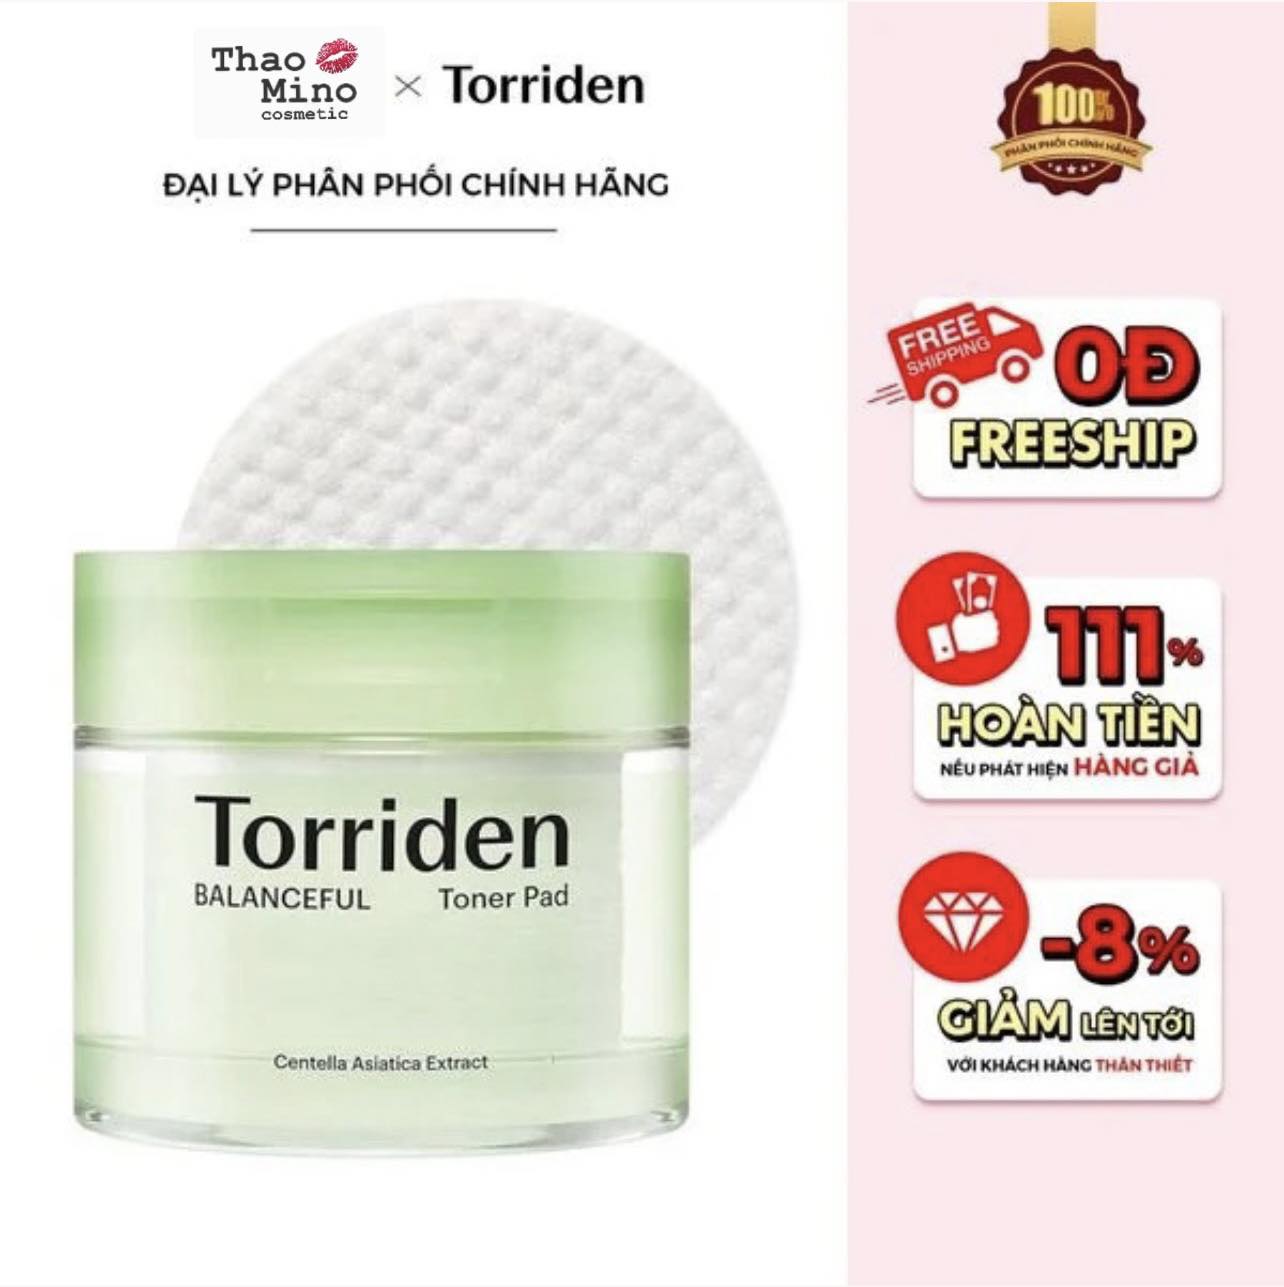 Thao
Mino
cosmetic
× Torriden
ĐẠI LÝ PHÂN PHỐI CHÍNH HÃNG
100%
PHÂN PHỐI CHÍNH HÃNG
FREE
SHIPPING
0Đ
FREESHIP
111%
HOÀN TIỀN
NẾU PHÁT HIỆN HÀNG GIẢ
-8%
GIẢM LÊN TỚI
VỚI KHÁCH HÀNG THÂN THIẾT
Torriden
BALANCEFUL Toner Pad
Centella Asiatica Extract